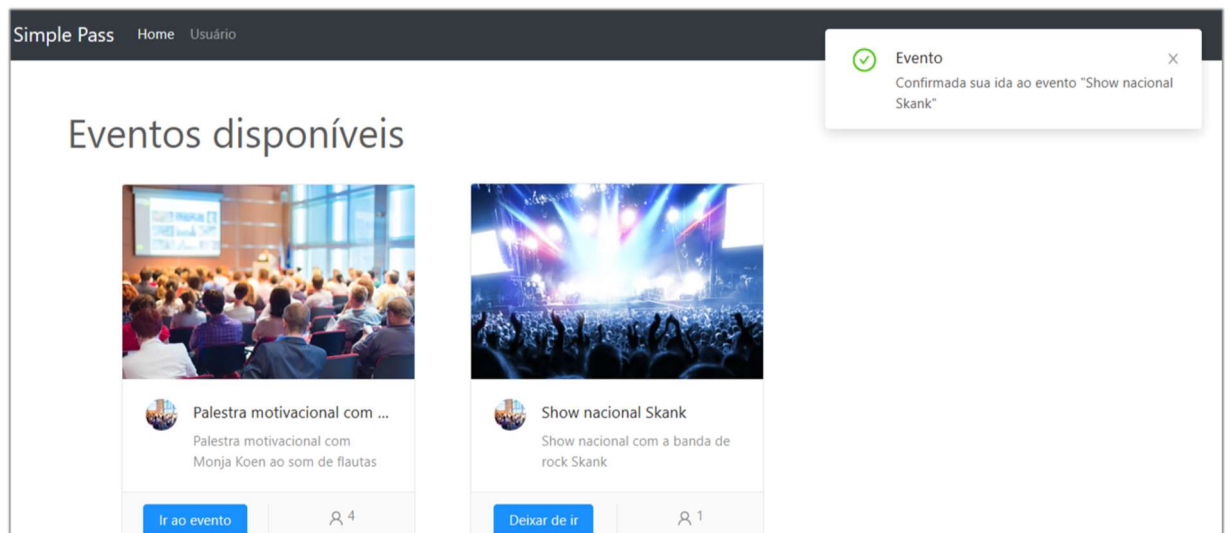 Simple Pass Home Usuário
Evento
Confirmada sua ida ao evento "Show nacional
Skank"
Eventos disponíveis
Palestra motivacional com ...
Palestra motivacional com
Monja Koen ao som de flautas
Ir ao evento 4
Show nacional Skank
Show nacional com a banda de
rock Skank
Deixar de ir 1